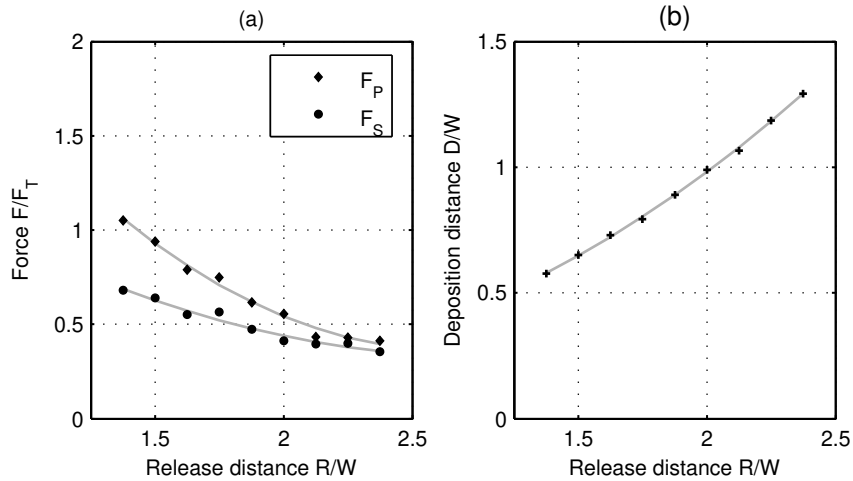 (a)
2
1.5
1
0.5
0
1.5
2
2.5
Force F/F_T
Release distance R/W
F_P
F_S
(b)
1.5
1
0.5
0
1.5
2
2.5
Deposition distance D/W
Release distance R/W